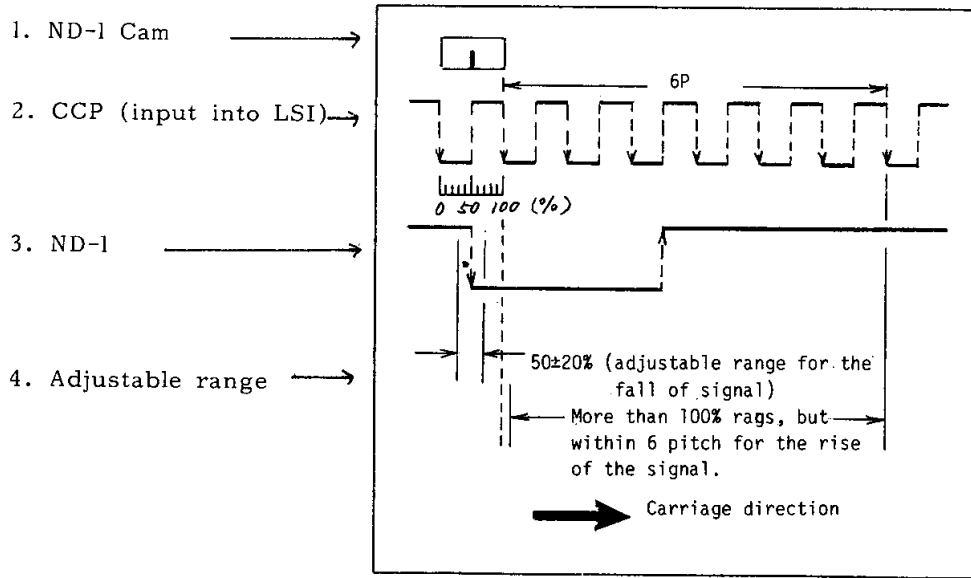 1. ND-1 Cam
6P
2. CCP (input into LSI)
0 50 100 (%)
3. ND-1
4. Adjustable range
50±20% (adjustable range for the
fall of signal)
More than 100% rags, but
within 6 pitch for the rise
of the signal.
Carriage direction